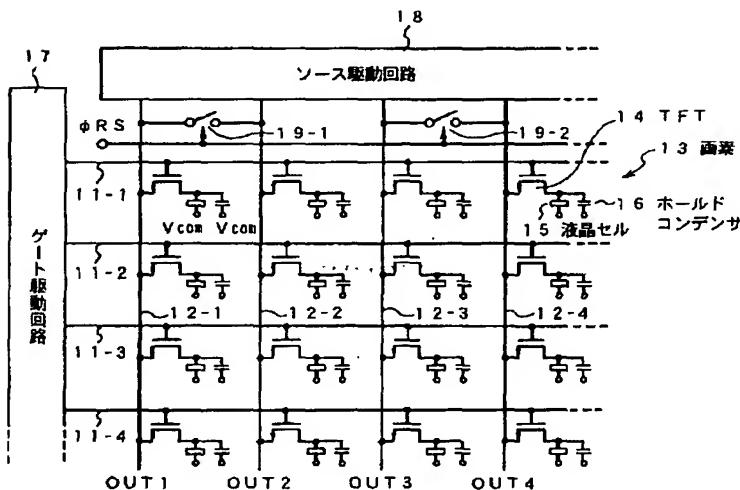 18
17
ソース駆動回路
φRS
19-1
19-2
14 TFT
13 画素
11-1
Vcom Vcom
16 ホールドコンデンサ
15 液晶セル
ゲート駆動回路
11-2
12-1
12-2
12-3
12-4
11-3
11-4
OUT1
OUT2
OUT3
OUT4